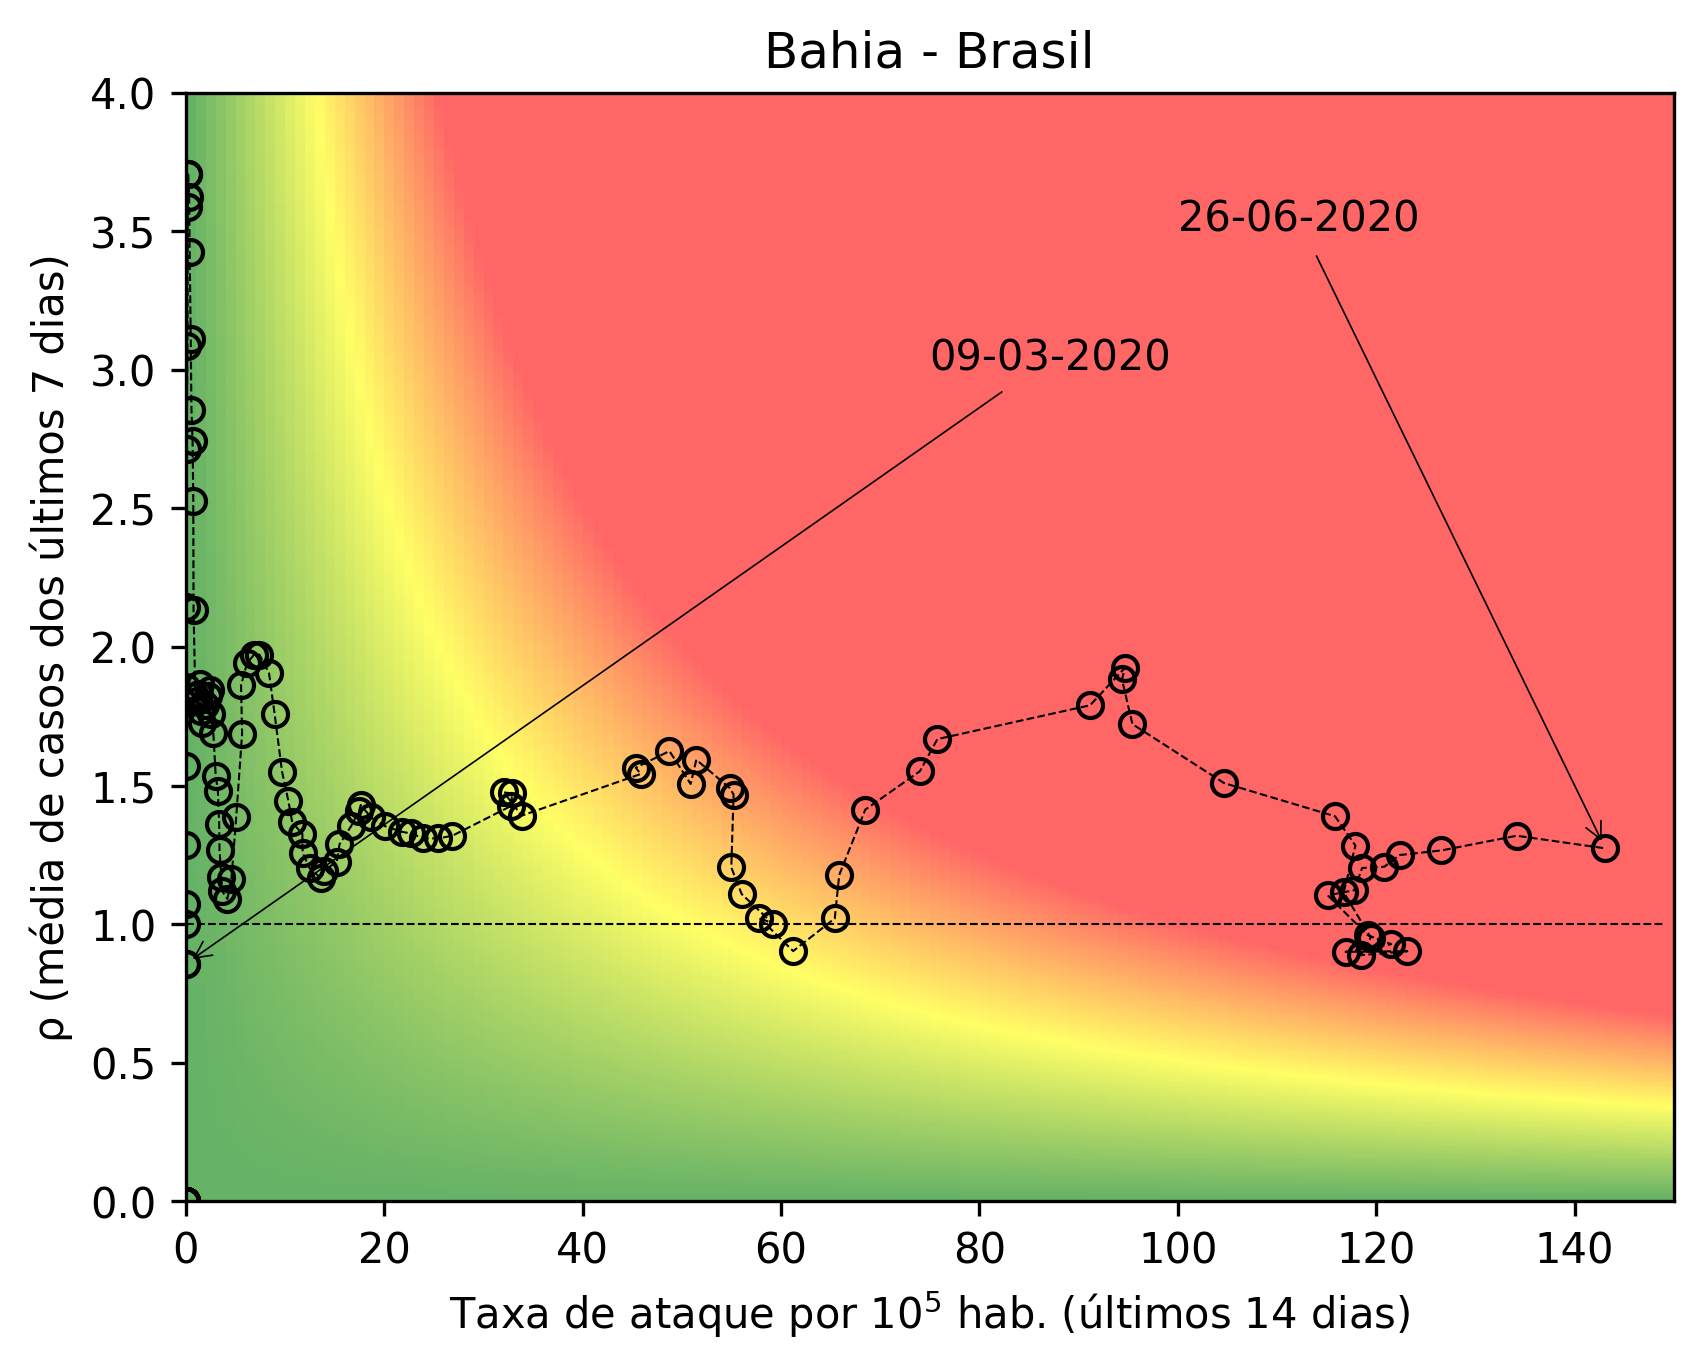 Bahia - Brasil
4.0
3.5
3.0
2.5
2.0
1.5
1.0
0.5
0.0
ρ (média de casos dos últimos 7 dias)
26-06-2020
09-03-2020
0 20 40 60 80 100 120 140
Taxa de ataque por 10⁵ hab. (últimos 14 dias)